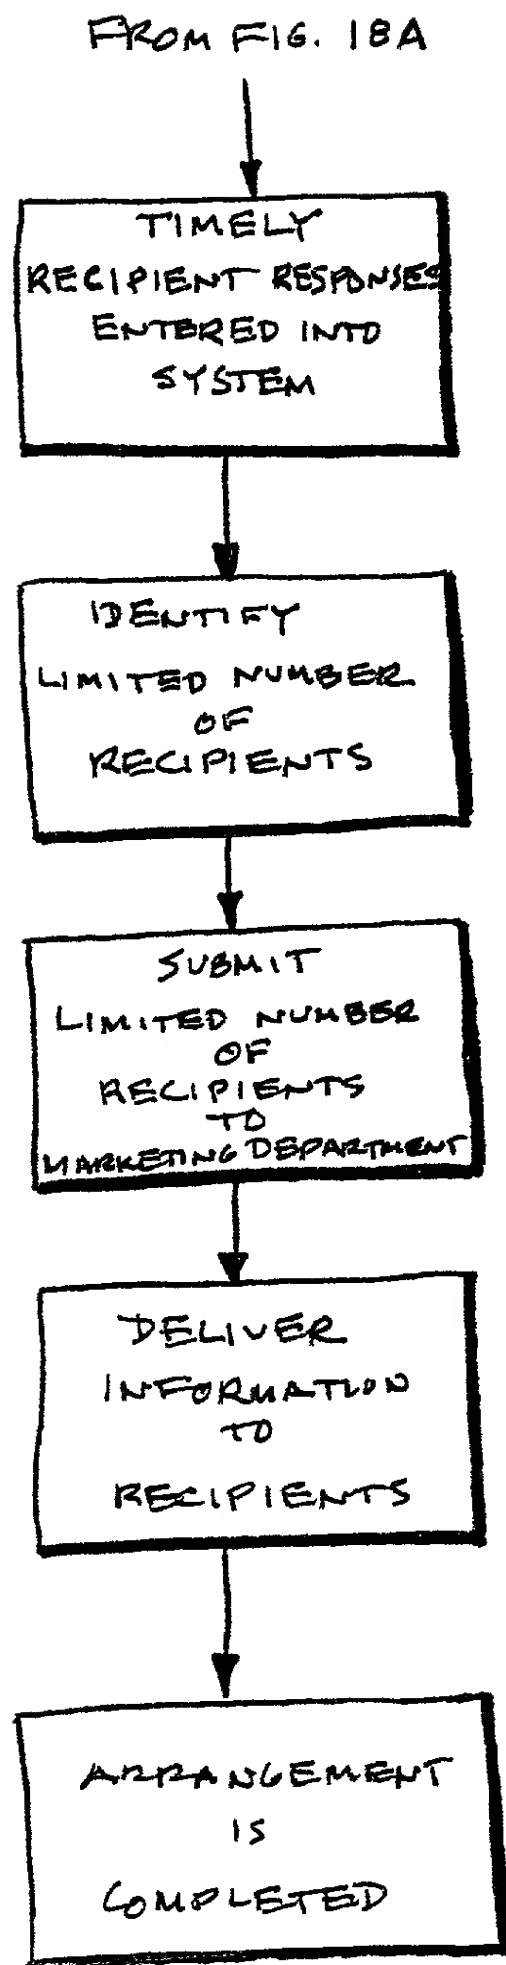 FROM FIG. 18A
TIMELY
RECIPIENT RESPONSES
ENTERED INTO
SYSTEM
IDENTIFY
LIMITED NUMBER
OF
RECIPIENTS
SUBMIT
LIMITED NUMBER
OF
RECIPIENTS
TO
MARKETING DEPARTMENT
DELIVER
INFORMATION
TO
RECIPIENTS
ARRANGEMENT
IS
COMPLETED